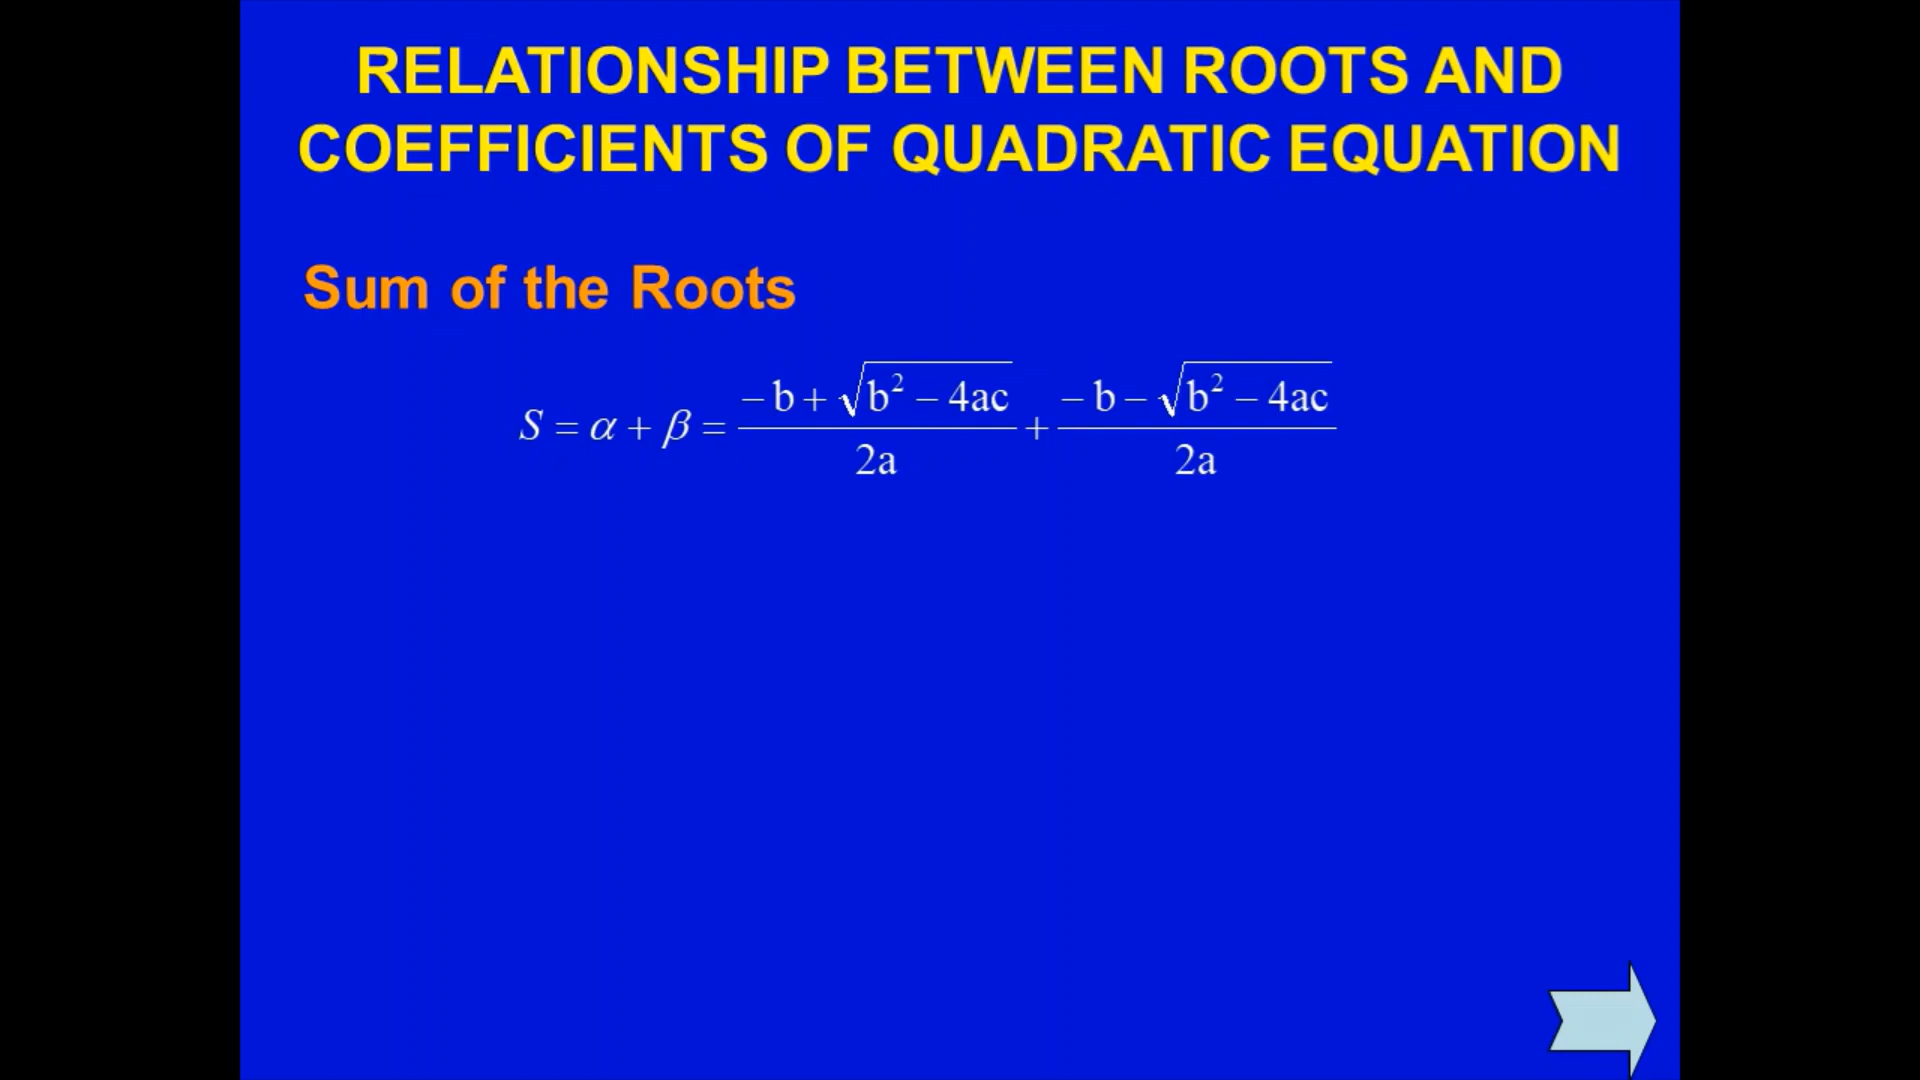 RELATIONSHIP BETWEEN ROOTS AND
COEFFICIENTS OF QUADRATIC EQUATION
Sum of the Roots
S = α + β = (−b + √(b² − 4ac))/2a + (−b − √(b² − 4ac))/2a